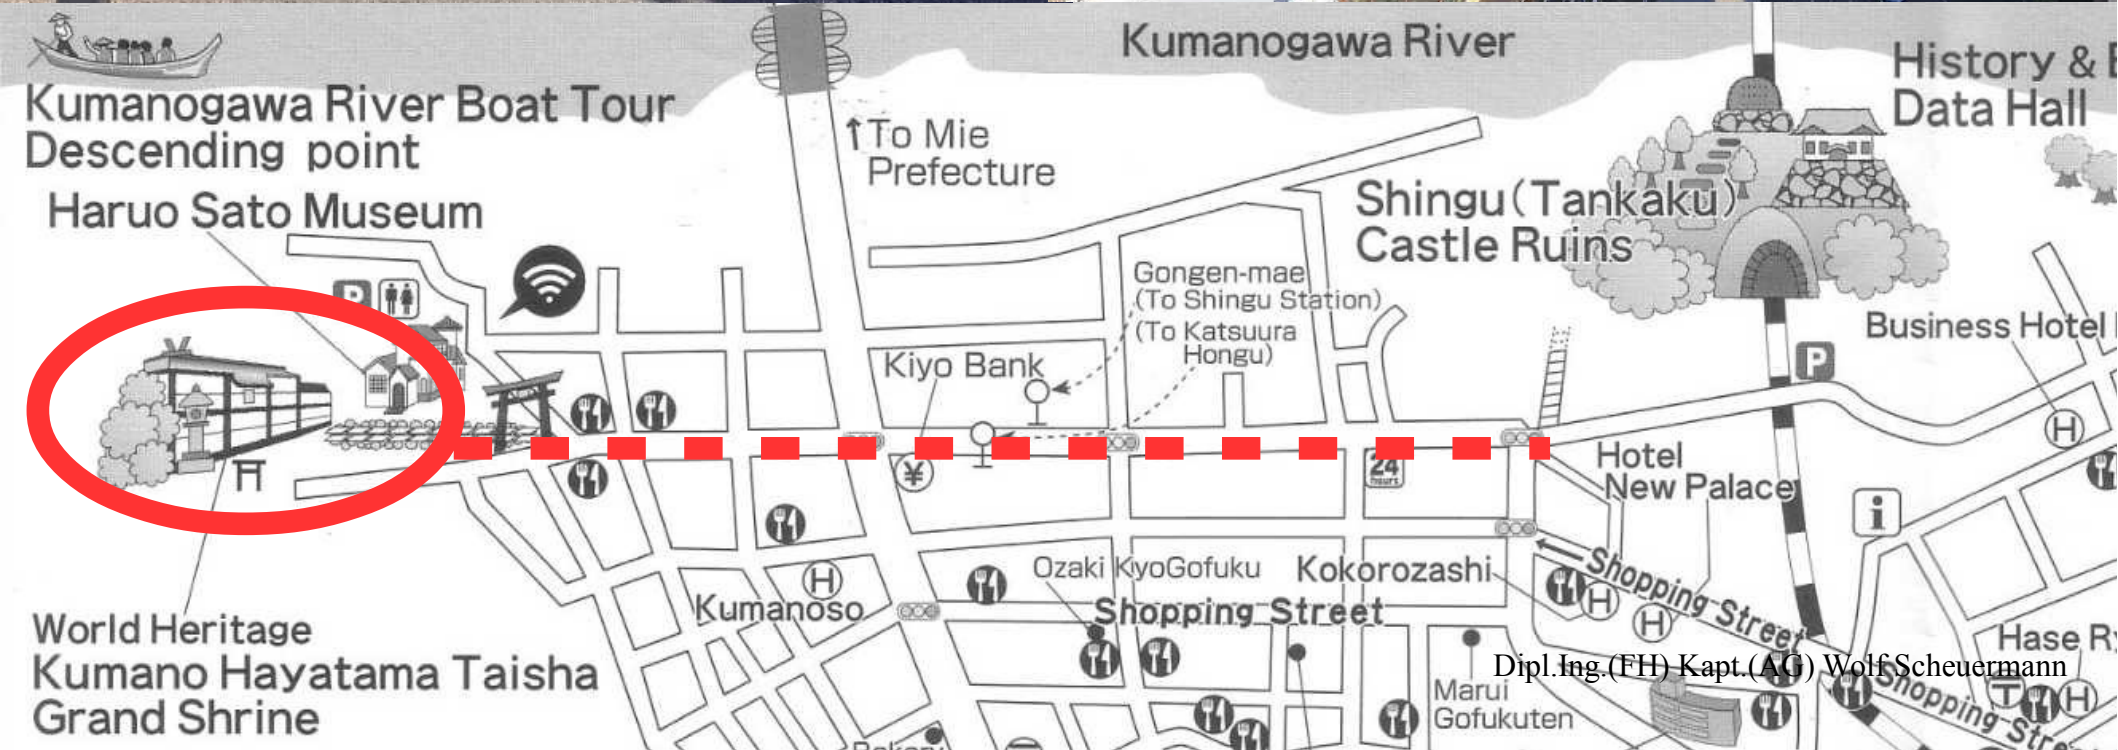 Kumanogawa River
History &
Data Hall
Kumanogawa River Boat Tour
Descending point
↑To Mie
Prefecture
Haruo Sato Museum
Shingu(Tankaku)
Castle Ruins
P
Gongen-mae
(To Shingu Station)
(To Katsuura
Hongu)
Business Hotel
Kiyo Bank
P
H
¥
24
hours
Hotel
New Palace
i
Ozaki KyoGofuku
Kokorozashi
Shopping Street
H
Kumanoso
Shopping Street
H
H
World Heritage
Kumano Hayatama Taisha
Grand Shrine
Hase
Dipl.Ing.(FH) Kapt.(AG) Wolf Scheuermann
Marui
Gofukuten
H
Shopping